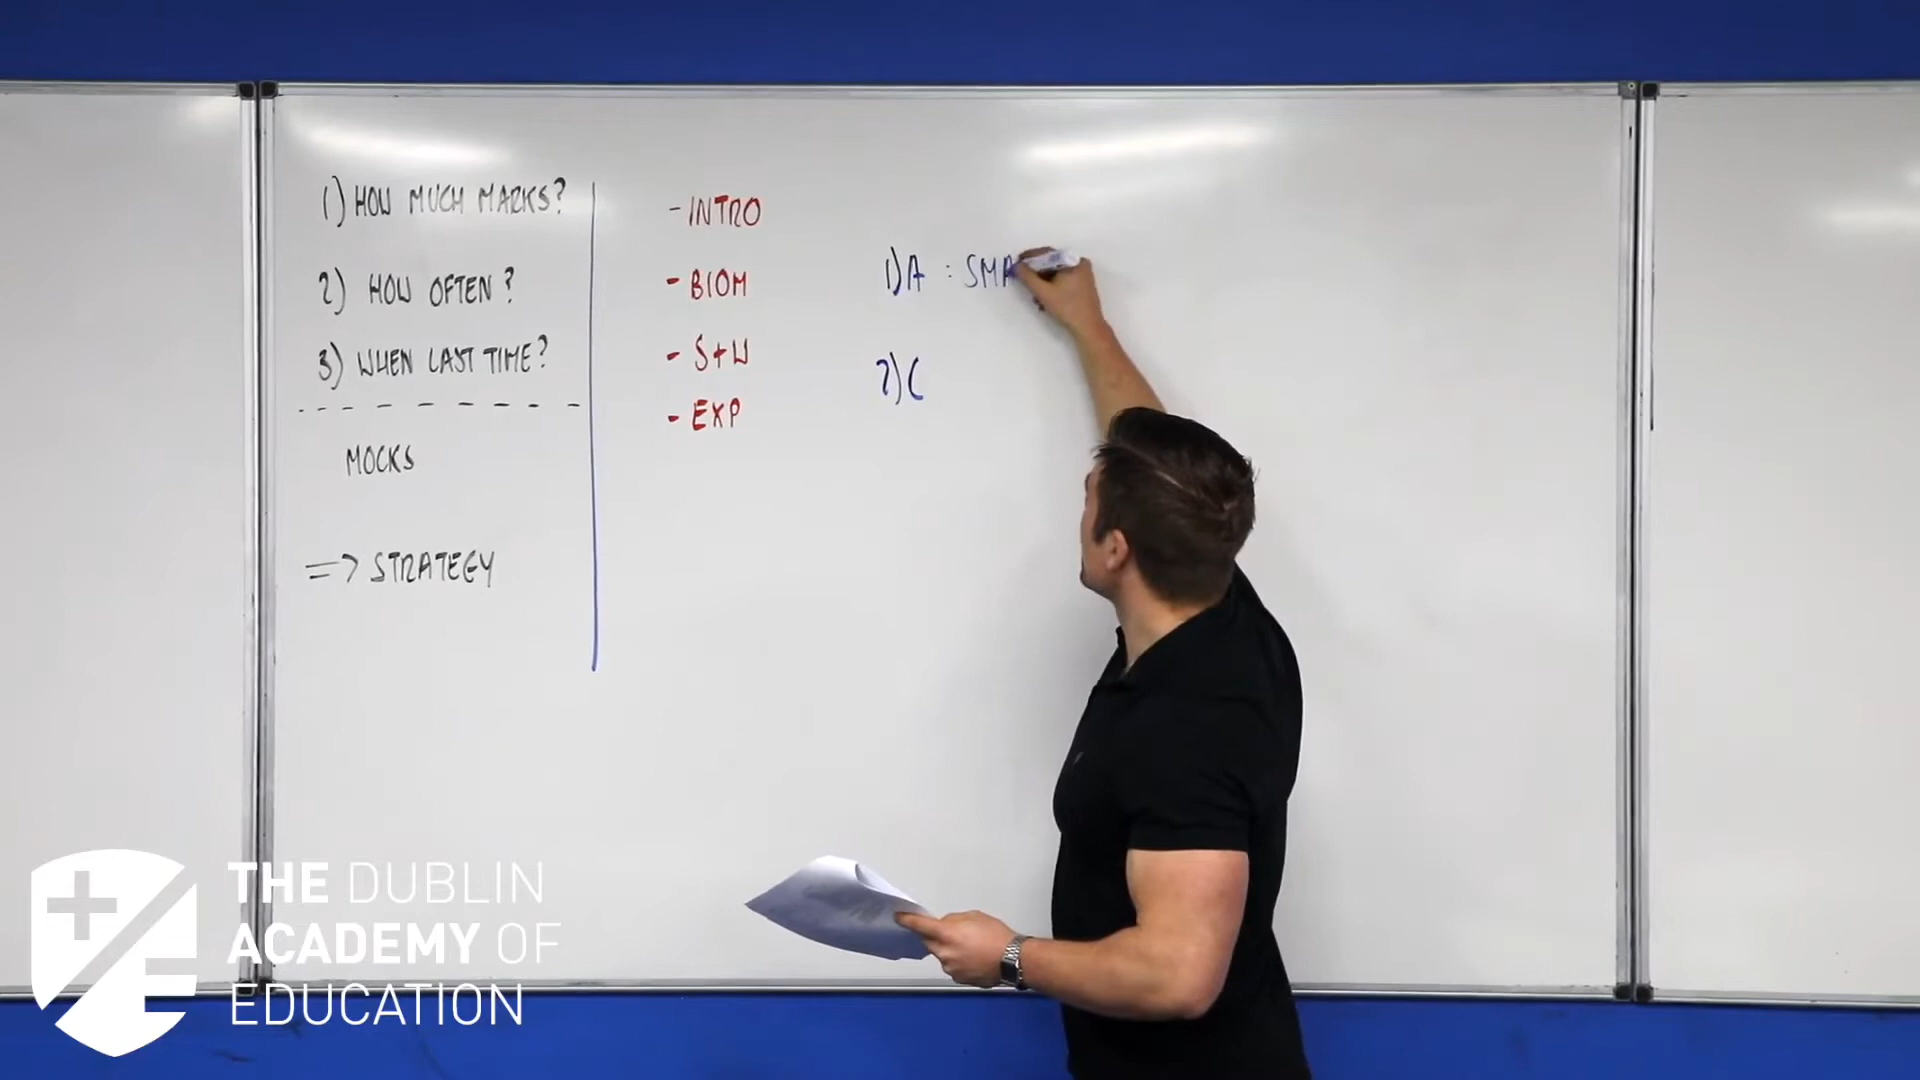 1) HOW MUCH MARKS?
2) HOW OFTEN?
3) WHEN LAST TIME?
MOCKS
=> STRATEGY
- INTRO
- BIOM
- S+W
- EXP
1) A : SMA
2) C
THE DUBLIN
ACADEMY OF
EDUCATION